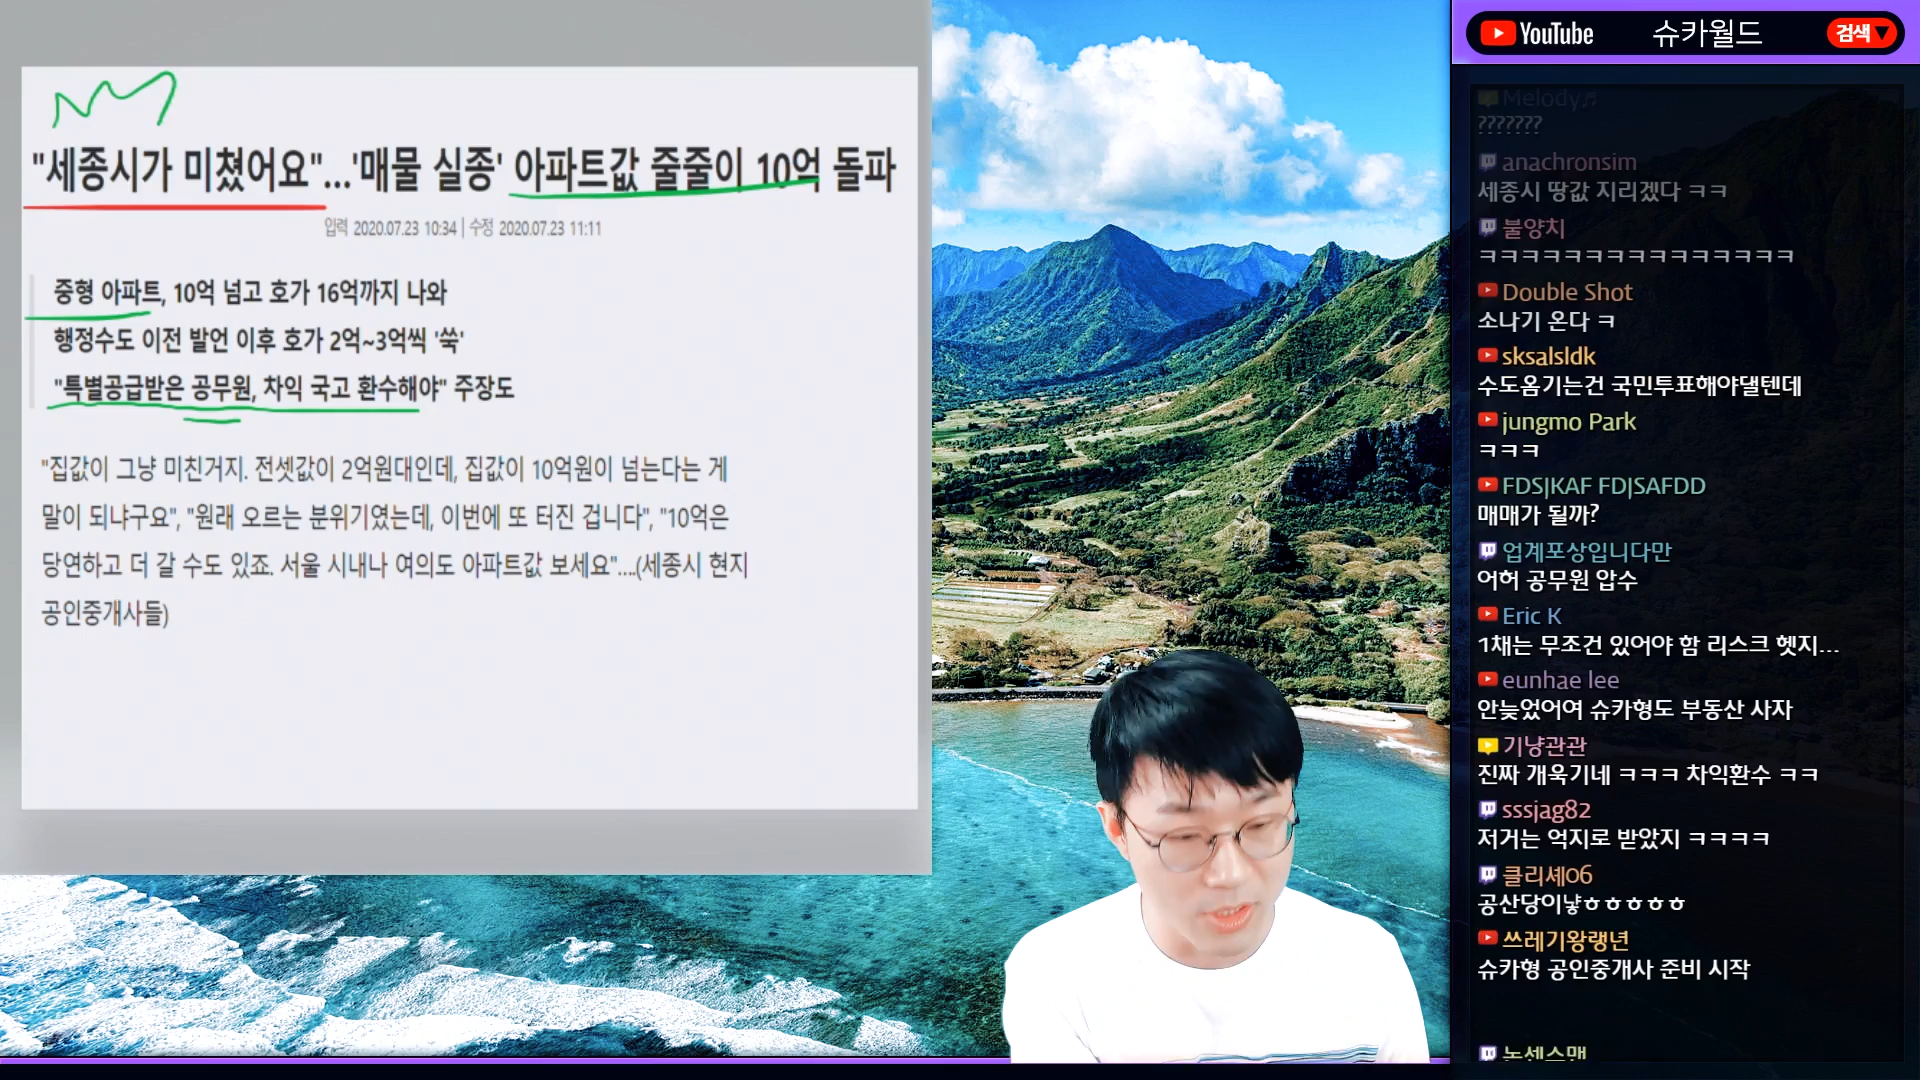 "세종시가 미쳤어요"...'매물 실종' 아파트값 줄줄이 10억 돌파
입력 2020.07.23 10:34 | 수정 2020.07.23 11:11
중형 아파트, 10억 넘고 호가 16억까지 나와
행정수도 이전 발언 이후 호가 2억~3억씩 '쑥'
"특별공급받은 공무원, 차익 국고 환수해야" 주장도
"집값이 그냥 미친거지. 전셋값이 2억원대인데, 집값이 10억원이 넘는다는 게
말이 되냐구요", "원래 오르는 분위기였는데, 이번에 또 터진 겁니다", "10억은
당연하고 더 갈 수도 있죠. 서울 시내나 여의도 아파트값 보세요"....(세종시 현지
공인중개사들)
YouTube 슈카월드 검색▼
Melody♬
???????
anachronsim
세종시 땅값 지리겠다 ㅋㅋ
불양치
ㅋㅋㅋㅋㅋㅋㅋㅋㅋㅋㅋㅋㅋㅋㅋ
Double Shot
소나기 온다 ㅋ
sksalsldk
수도옮기는건 국민투표해야댈텐데
jungmo Park
ㅋㅋㅋ
FDSJKAF FDJSAFDD
매매가 될까?
업계포상입니다만
어허 공무원 압수
Eric K
1채는 무조건 있어야 함 리스크 헷지...
eunhae lee
안늦었어여 슈카형도 부동산 사자
기냥관관
진짜 개욱기네 ㅋㅋㅋ 차익환수 ㅋㅋ
sssjag82
저거는 억지로 받았지 ㅋㅋㅋㅋ
클리셰06
공산당이냫ㅎㅎㅎㅎㅎ
쓰레기왕랭년
슈카형 공인중개사 준비 시작